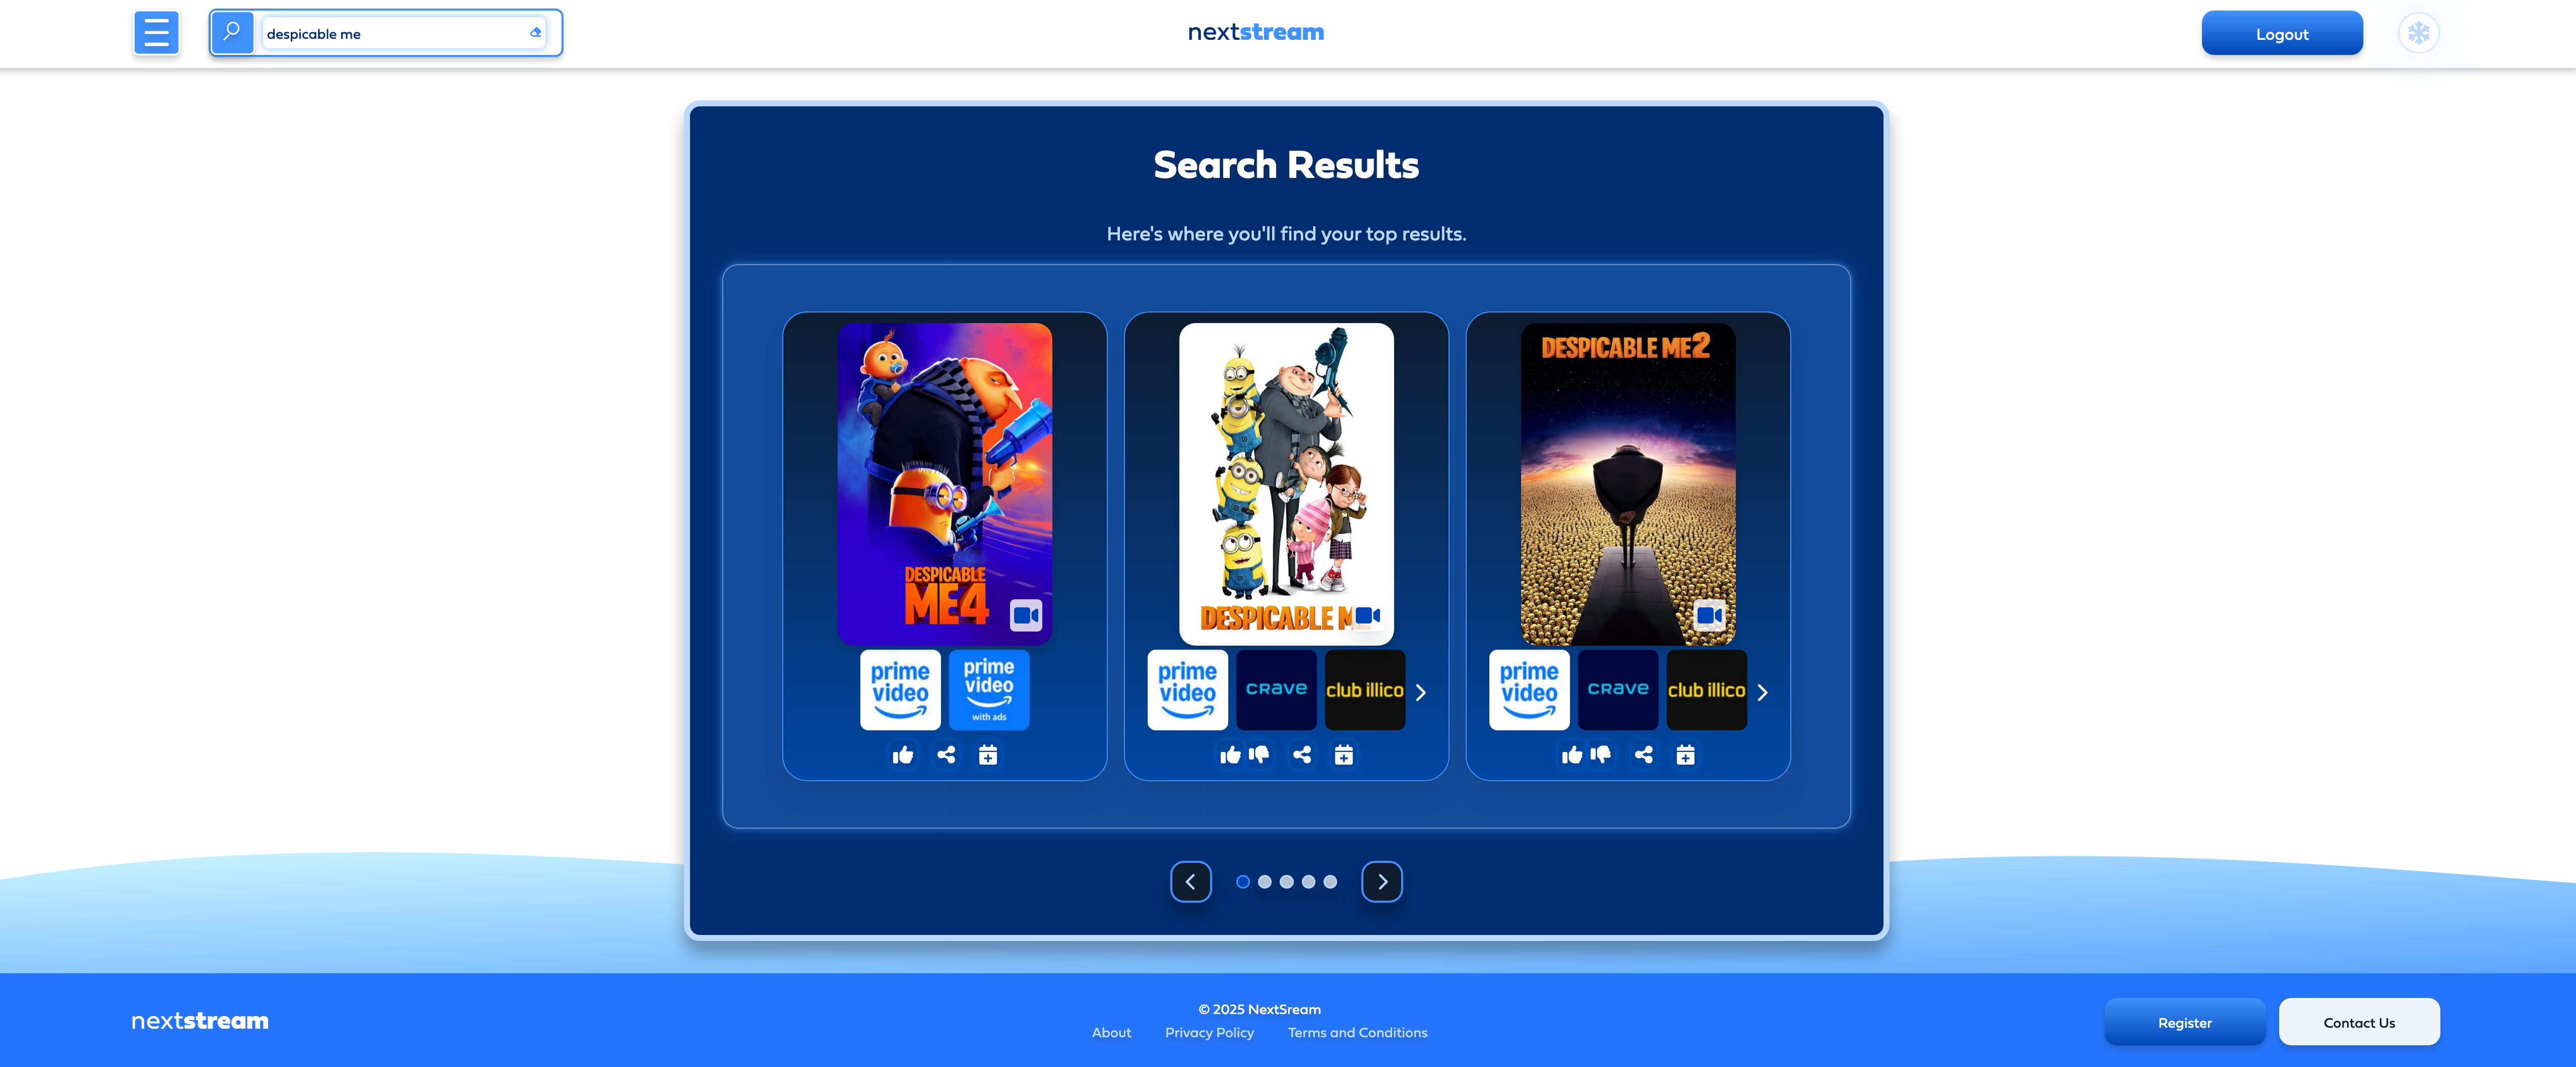 despicable me
nextstream
Logout
Search Results
Here's where you'll find your top results.
DESPICABLE
ME4
DESPICABLE M
DESPICABLE ME2
prime
video
prime
video
with ads
prime
video
CRAVE
club illico
prime
video
CRAVE
club illico
nextstream
© 2025 NextSream
About Privacy Policy Terms and Conditions
Register
Contact Us